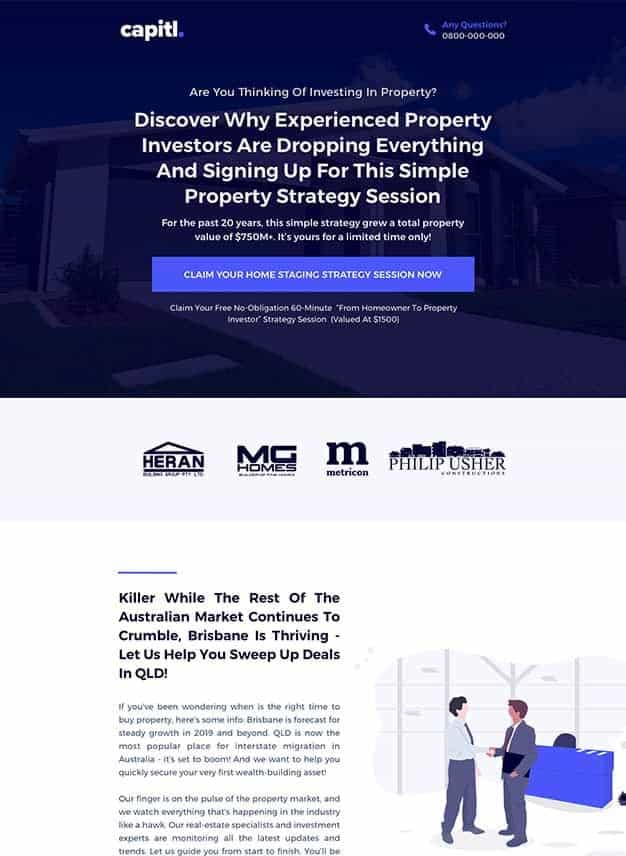 capitl.
Any Questions?
0800-000-000
Are You Thinking Of Investing In Property?
Discover Why Experienced Property
Investors Are Dropping Everything
And Signing Up For This Simple
Property Strategy Session
For the past 20 years, this simple strategy grew a total property
value of $750M+. It's yours for a limited time only!
CLAIM YOUR HOME STAGING STRATEGY SESSION NOW
Claim Your Free No-Obligation 60-Minute "From Homeowner To Property
Investor" Strategy Session (Valued At $1500)
HERAN
BUILDING GROUP PTY LTD
MG
HOMES
BUILDER OF FINE HOMES
m
metricon
PHILIP USHER
CONSTRUCTIONS
Killer While The Rest Of The
Australian Market Continues To
Crumble, Brisbane Is Thriving -
Let Us Help You Sweep Up Deals
In QLD!
If you've been wondering when is the right time to
buy property, here's some info: Brisbane is forecast for
steady growth in 2019 and beyond. QLD is now the
most popular place for interstate migration in
Australia - it's set to boom! And we want to help you
quickly secure your very first wealth-building asset!
Our finger is on the pulse of the property market, and
we watch everything that's happening in the industry
like a hawk. Our real-estate specialists and investment
experts are monitoring all the latest updates and
trends. Let us guide you from start to finish. You'll be